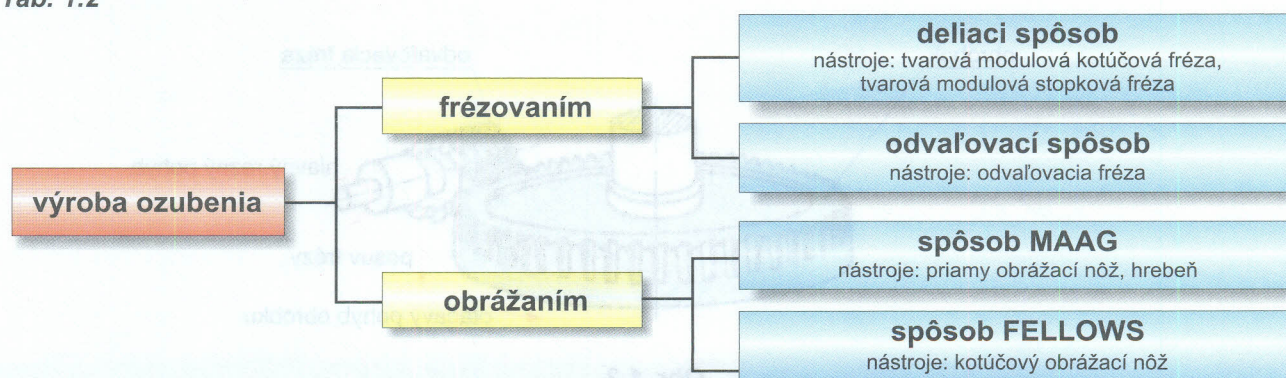 Tab. 1.2
deliaci spôsob
nástroje: tvarová modulová kotúčová fréza,
tvarová modulová stopková fréza
frézovaním
odvaľovací spôsob
nástroje: odvaľovacia fréza
výroba ozubenia
spôsob MAAG
nástroje: priamy obrážací nôž, hrebeň
obrážaním
spôsob FELLOWS
nástroje: kotúčový obrážací nôž